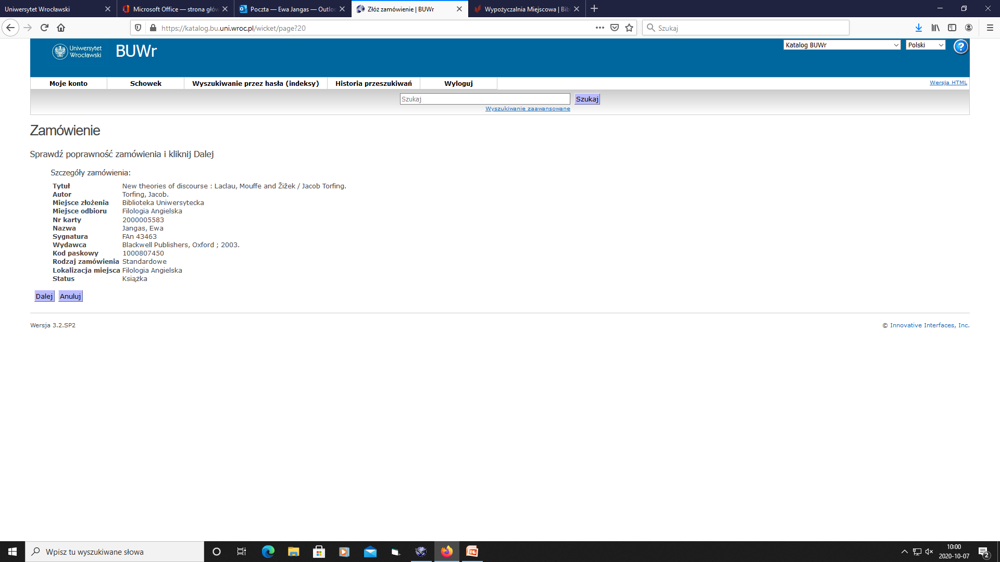 Uniwersytet Wrocławski
Microsoft Office — strona głów
Poczta — Ewa Jangas — Outloo
Złóż zamówienie | BUWr
Wypożyczalnia Miejscowa | Bib
https://katalog.bu.uni.wroc.pl/wicket/page?20
Szukaj
Uniwersytet
Wrocławski
BUWr
Katalog BUWr
Polski
?
Moje konto
Schowek
Wyszukiwanie przez hasła (indeksy)
Historia przeszukiwań
Wyloguj
Wersja HTML
Szukaj
Szukaj
Wyszukiwanie zaawansowane
Zamówienie
Sprawdź poprawność zamówienia i kliknij Dalej
Szczegóły zamówienia:
Tytuł New theories of discourse : Laclau, Mouffe and Žižek / Jacob Torfing.
Autor Torfing, Jacob.
Miejsce złożenia Biblioteka Uniwersytecka
Miejsce odbioru Filologia Angielska
Nr karty 2000005583
Nazwa Jangas, Ewa
Sygnatura FAn 43463
Wydawca Blackwell Publishers, Oxford ; 2003.
Kod paskowy 1000807450
Rodzaj zamówienia Standardowe
Lokalizacja miejsca Filologia Angielska
Status Książka
Dalej Anuluj
Wersja 3.2.SP2
© Innovative Interfaces, Inc.
Wpisz tu wyszukiwane słowa
10:00
2020-10-07
2